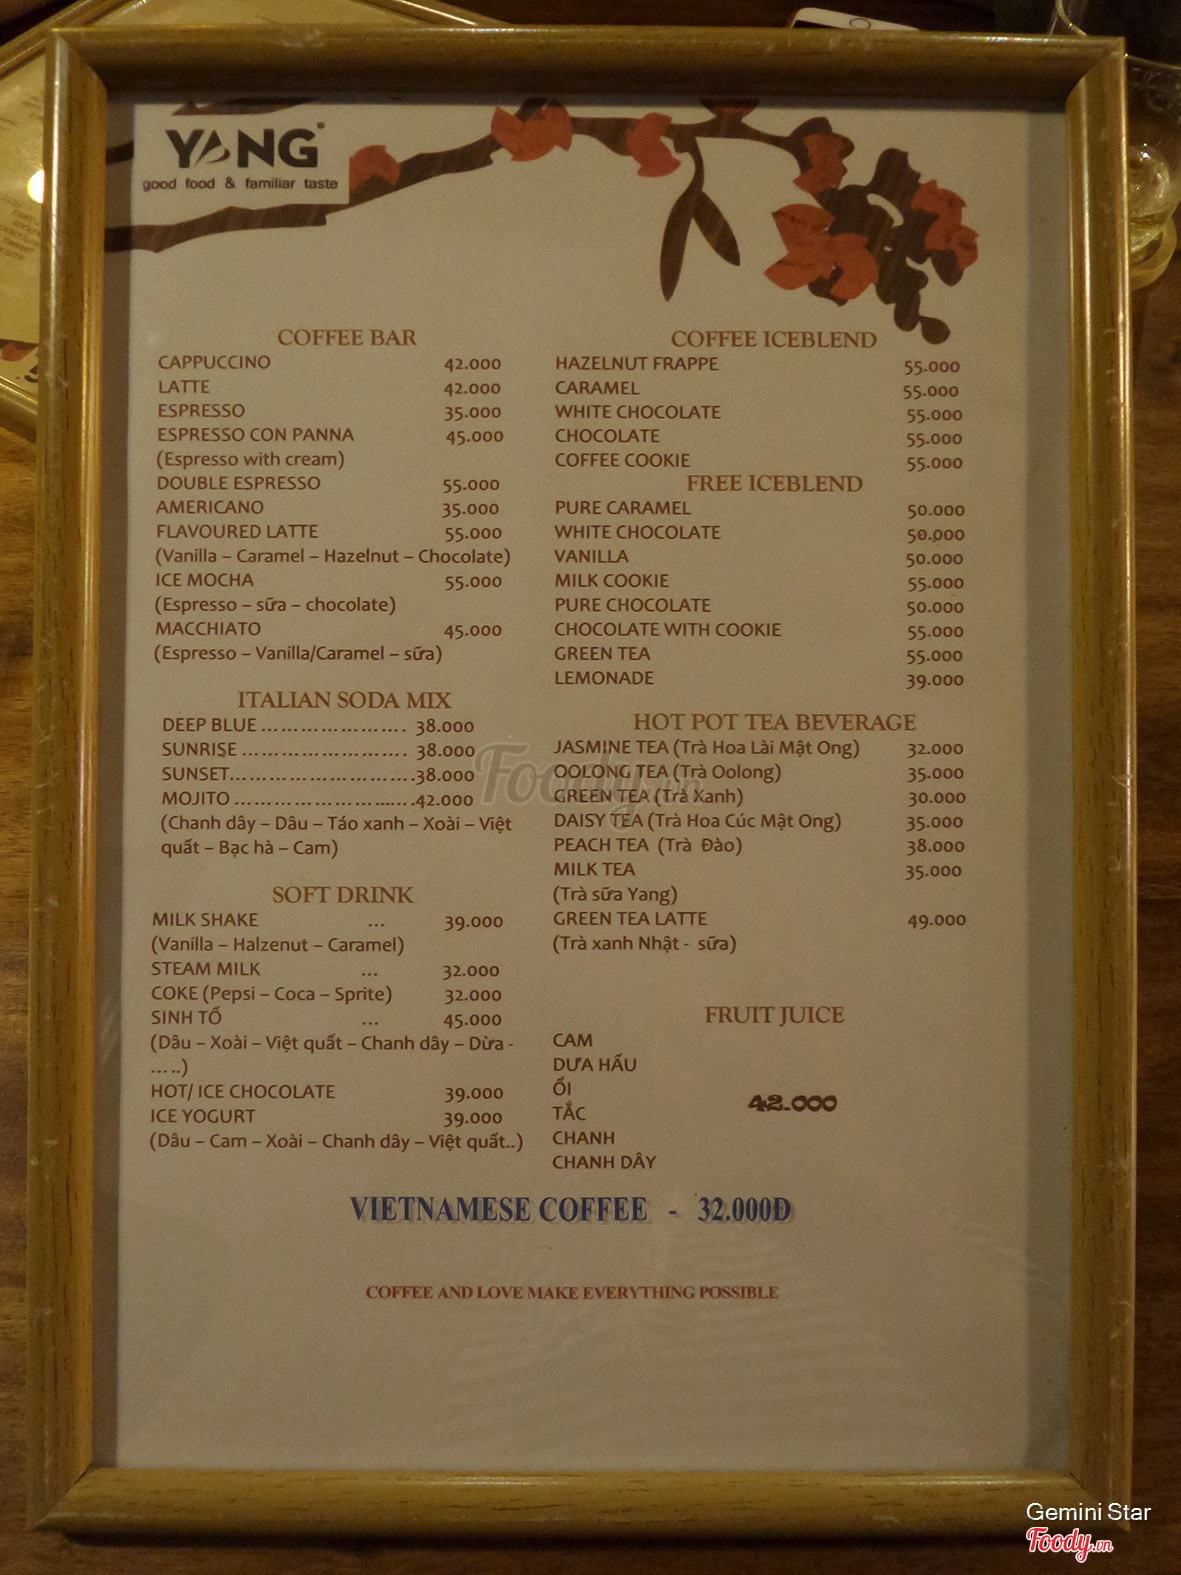 YANG
good food & familiar taste
COFFEE BAR
CAPPUCCINO 42.000
LATTE 42.000
ESPRESSO 35.000
ESPRESSO CON PANNA 45.000
(Espresso with cream)
DOUBLE ESPRESSO 55.000
AMERICANO 35.000
FLAVOURED LATTE 55.000
(Vanilla – Caramel – Hazelnut – Chocolate)
ICE MOCHA 55.000
(Espresso – sữa – chocolate)
MACCHIATO 45.000
(Espresso – Vanilla/Caramel – sữa)
ITALIAN SODA MIX
DEEP BLUE ........................ 38.000
SUNRISE ........................... 38.000
SUNSET..............................38.000
MOJITO ............................42.000
(Chanh dây – Dâu – Táo xanh – Xoài – Việt
quất – Bạc hà – Cam)
SOFT DRINK
MILK SHAKE ... 39.000
(Vanilla – Halzenut – Caramel)
STEAM MILK ... 32.000
COKE (Pepsi – Coca – Sprite) 32.000
SINH TỐ ... 45.000
(Dâu – Xoài – Việt quất – Chanh dây – Dừa -
.....)
HOT/ ICE CHOCOLATE 39.000
ICE YOGURT 39.000
(Dâu – Cam – Xoài – Chanh dây – Việt quất..)
COFFEE ICEBLEND
HAZELNUT FRAPPE 55.000
CARAMEL 55.000
WHITE CHOCOLATE 55.000
CHOCOLATE 55.000
COFFEE COOKIE 55.000
FREE ICEBLEND
PURE CARAMEL 50.000
WHITE CHOCOLATE 50.000
VANILLA 50.000
MILK COOKIE 55.000
PURE CHOCOLATE 50.000
CHOCOLATE WITH COOKIE 55.000
GREEN TEA 55.000
LEMONADE 39.000
HOT POT TEA BEVERAGE
JASMINE TEA (Trà Hoa Lài Mật Ong) 32.000
OOLONG TEA (Trà Oolong) 35.000
GREEN TEA (Trà Xanh) 30.000
DAISY TEA (Trà Hoa Cúc Mật Ong) 35.000
PEACH TEA (Trà Đào) 38.000
MILK TEA 35.000
(Trà sữa Yang)
GREEN TEA LATTE 49.000
(Trà xanh Nhật - sữa)
FRUIT JUICE
CAM
DƯA HẤU
ỔI
42.000
TẮC
CHANH
CHANH DÂY
VIETNAMESE COFFEE - 32.000Đ
COFFEE AND LOVE MAKE EVERYTHING POSSIBLE
Foody.vn
Gemini Star
Foody.vn